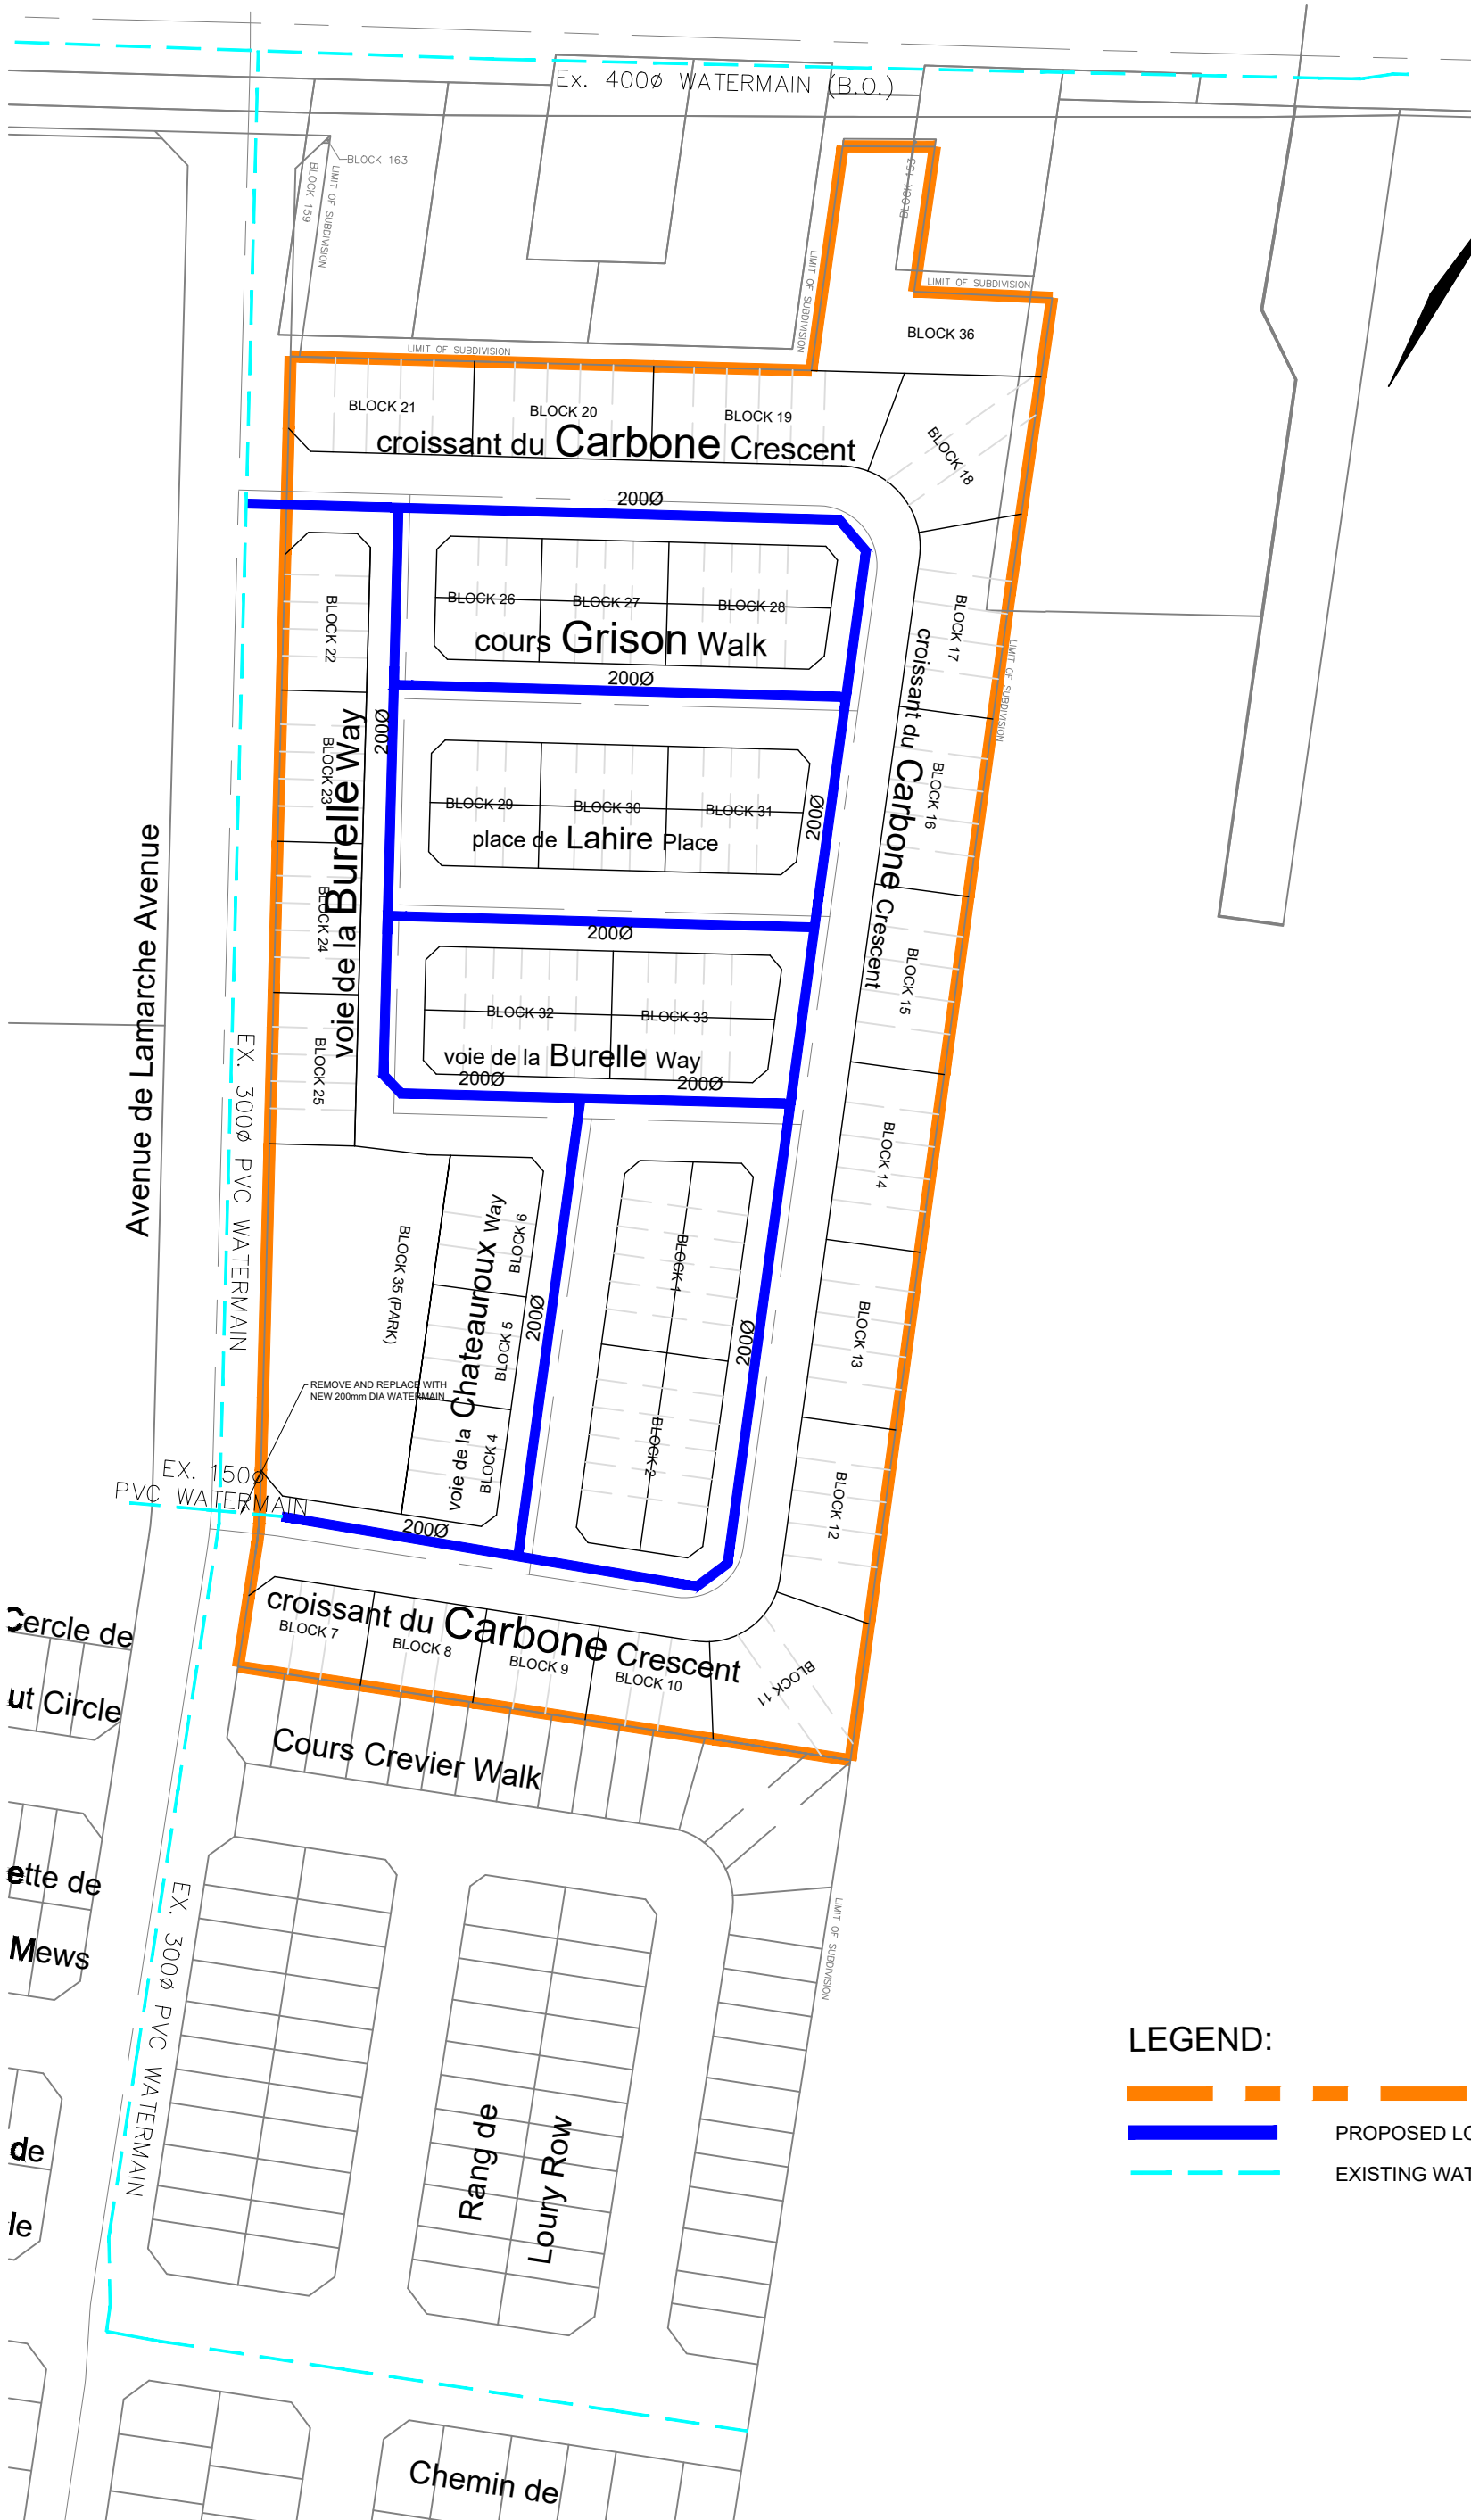 Ex. 400ø WATERMAIN (B.O.)
BLOCK 163
BLOCK 159
LIMIT OF SUBDIVISION
BLOCK 153
LIMIT OF SUBDIVISION
LIMIT OF SUBDIVISION
BLOCK 36
LIMIT OF SUBDIVISION
BLOCK 21
BLOCK 20
BLOCK 19
croissant du Carbone Crescent
BLOCK 18
200Ø
BLOCK 22
BLOCK 26
BLOCK 27
BLOCK 28
cours Grison Walk
200Ø
BLOCK 17
LIMIT OF SUBDIVISION
croissant du Carbone Crescent
200Ø
BLOCK 23
voie de la Burelle Way
BLOCK 29
BLOCK 30
BLOCK 31
place de Lahire Place
200Ø
BLOCK 16
BLOCK 24
200Ø
BLOCK 15
Avenue de Lamarche Avenue
BLOCK 32
BLOCK 33
voie de la Burelle Way
200Ø
200Ø
BLOCK 25
EX. 300ø PVC WATERMAIN
BLOCK 14
BLOCK 35 (PARK)
BLOCK 6
voie de la Chateauroux Way
BLOCK 5
200Ø
BLOCK 1
200Ø
BLOCK 13
REMOVE AND REPLACE WITH
NEW 200mm DIA WATERMAIN
BLOCK 4
BLOCK 2
BLOCK 12
EX. 150ø
PVC WATERMAIN
200Ø
croissant du Carbone Crescent
BLOCK 7
BLOCK 8
BLOCK 9
BLOCK 10
BLOCK 11
Cercle de
ut Circle
Cours Crevier Walk
ette de
Mews
EX. 300ø PVC WATERMAIN
LIMIT OF SUBDIVISION
Rang de
Loury Row
de
le
Chemin de
LEGEND:
PROPOSED LO
EXISTING WAT